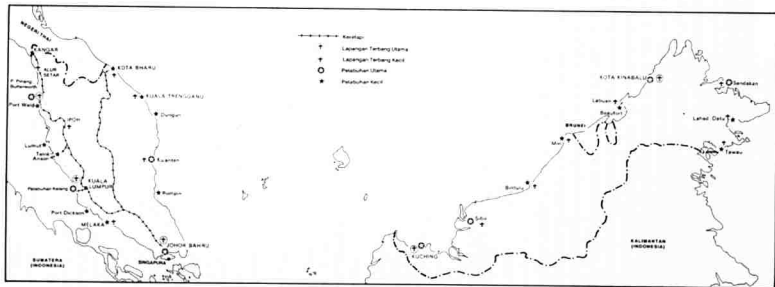 NEGERI THAI
KANGAR
ALUR
SETAR
P. Pinang
Butterworth
Port Weld
IPOH
Lumut
Telok
Anson
Pelabuhan Kelang
KUALA
LUMPUR
Port Dickson
MELAKA
SUMATERA
(INDONESIA)
KOTA BHARU
KUALA TRENGGANU
Dungun
Kuantan
Rompin
JOHOR BAHRU
SINGAPURA
Keretapi
Lapangan Terbang Utama
Lapangan Terbang Kecil
Pelabuhan Utama
Pelabuhan Kecil
KOTA KINABALU
Sandakan
Labuan
Lahad Datu
BRUNEI
Miri
Tawau
Bintulu
Sibu
KUCHING
KALIMANTAN
(INDONESIA)